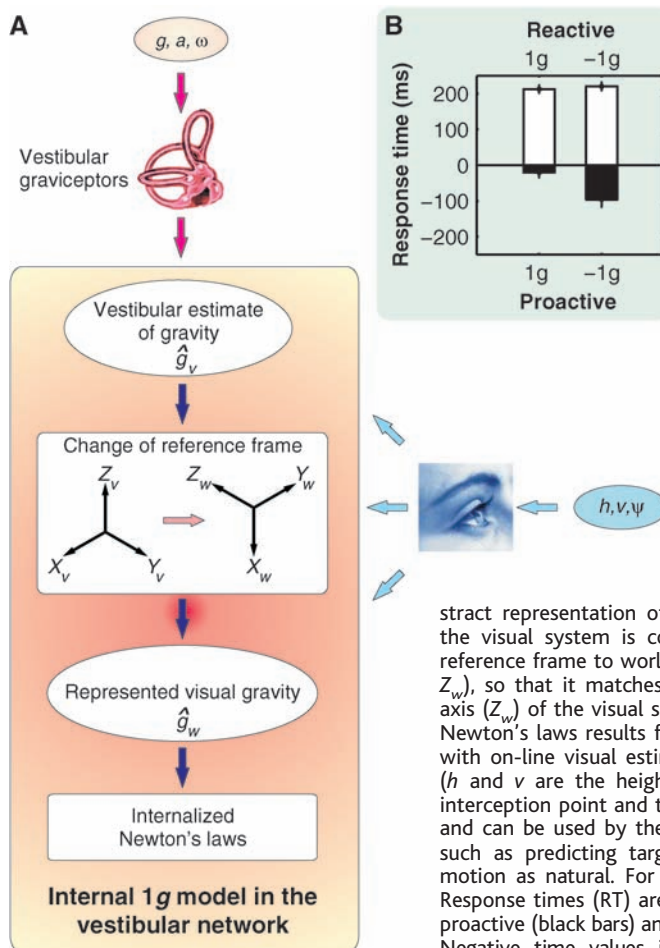 A
g, a, ω
Vestibular
graviceptors
Vestibular estimate
of gravity
ĝv
Change of reference frame
Zv
Xv
Yv
Zw
Yw
Xw
Represented visual gravity
ĝw
Internalized
Newton's laws
Internal 1g model in the
vestibular network
h,v,ψ
B
Reactive
1g
−1g
Response time (ms)
200
100
0
−100
−200
1g
−1g
Proactive
stract representation of
the visual system is co
reference frame to worl
Zw), so that it matches
axis (Zw) of the visual s
Newton's laws results f
with on-line visual estim
(h and v are the heigh
interception point and t
and can be used by the
such as predicting targ
motion as natural. For
Response times (RT) are
proactive (black bars) an